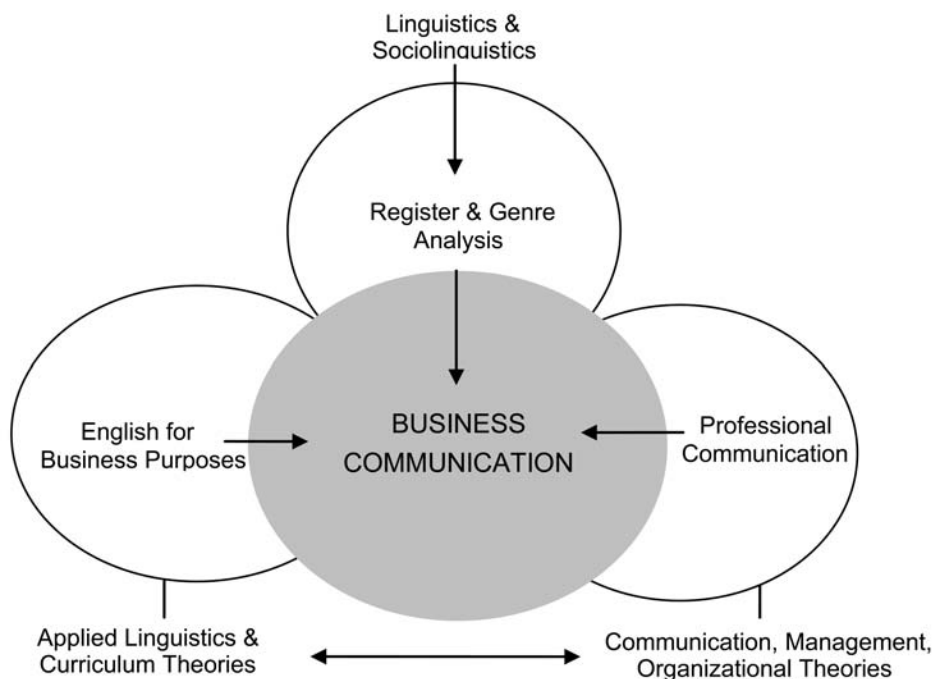 Linguistics &
Sociolinguistics
Register & Genre
Analysis
English for
Business Purposes
BUSINESS
COMMUNICATION
Professional
Communication
Applied Linguistics &
Curriculum Theories
Communication, Management,
Organizational Theories